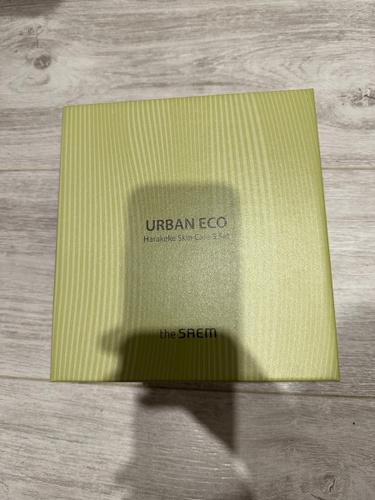 URBAN ECO
Harakeke Skin Care 3 Set
the SAEM